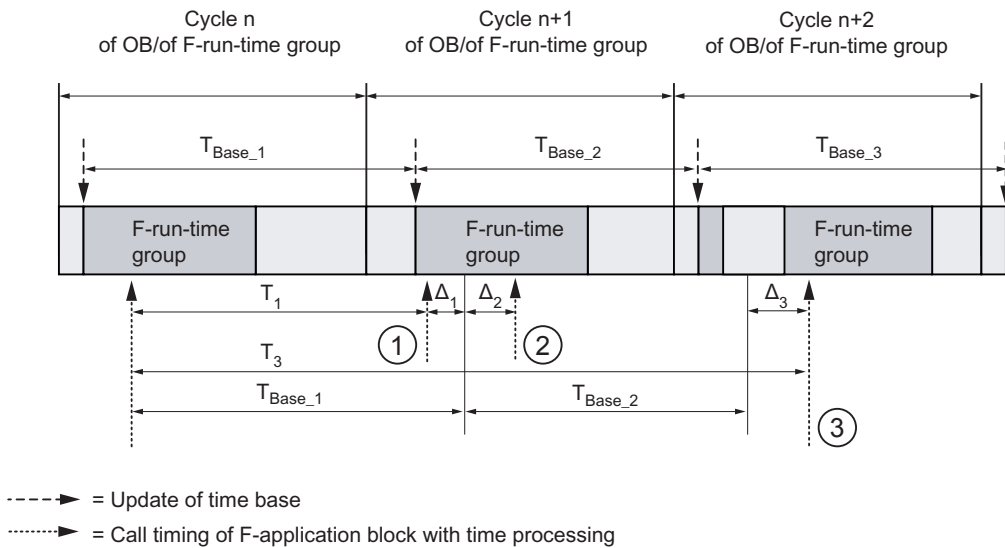 Cycle n
of OB/of F-run-time group
Cycle n+1
of OB/of F-run-time group
Cycle n+2
of OB/of F-run-time group
T_Base_1
T_Base_2
T_Base_3
F-run-time
group
F-run-time
group
F-run-time
group
T_1
Δ_1
Δ_2
Δ_3
1
2
T_3
T_Base_1
T_Base_2
3
= Update of time base
= Call timing of F-application block with time processing